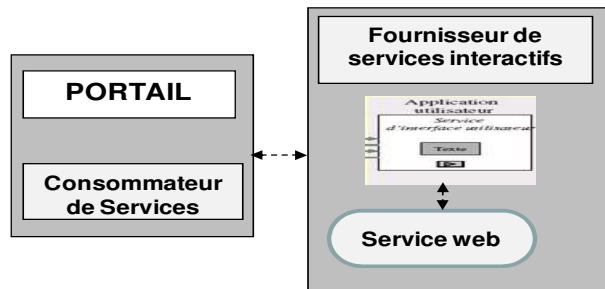 PORTAIL
Consommateur
de Services
Fournisseur de
services interactifs
Application
utilisateur
Service
d'interface utilisateur
Texte
Service web